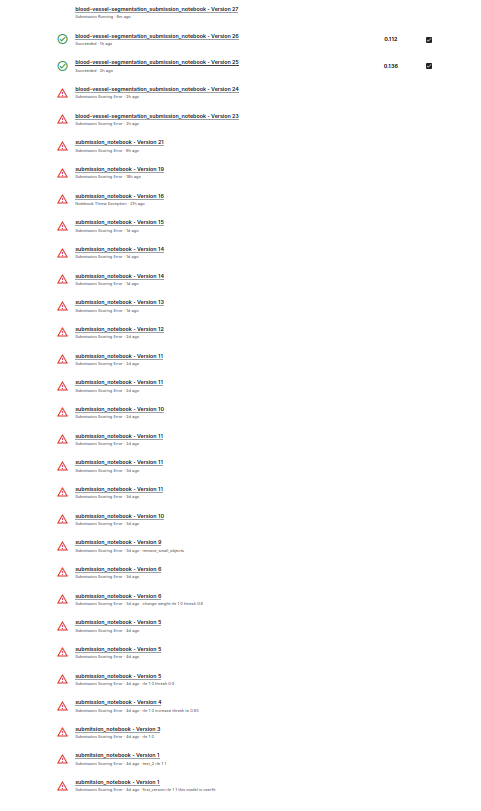 blood-vessel-segmentation_submission_notebook - Version 27
Submission Running · 5m ago
blood-vessel-segmentation_submission_notebook - Version 26
Succeeded · 1h ago
0.112
blood-vessel-segmentation_submission_notebook - Version 25
Succeeded · 2h ago
0.136
blood-vessel-segmentation_submission_notebook - Version 24
Submission Scoring Error · 2h ago
blood-vessel-segmentation_submission_notebook - Version 23
Submission Scoring Error · 2h ago
submission_notebook - Version 21
Submission Scoring Error · 6h ago
submission_notebook - Version 19
Submission Scoring Error · 18h ago
submission_notebook - Version 16
Notebook Threw Exception · 21h ago
submission_notebook - Version 15
Submission Scoring Error · 1d ago
submission_notebook - Version 14
Submission Scoring Error · 1d ago
submission_notebook - Version 14
Submission Scoring Error · 1d ago
submission_notebook - Version 13
Submission Scoring Error · 1d ago
submission_notebook - Version 12
Submission Scoring Error · 2d ago
submission_notebook - Version 11
Submission Scoring Error · 2d ago
submission_notebook - Version 11
Submission Scoring Error · 2d ago
submission_notebook - Version 10
Submission Scoring Error · 2d ago
submission_notebook - Version 11
Submission Scoring Error · 2d ago
submission_notebook - Version 11
Submission Scoring Error · 3d ago
submission_notebook - Version 11
Submission Scoring Error · 3d ago
submission_notebook - Version 10
Submission Scoring Error · 3d ago
submission_notebook - Version 9
Submission Scoring Error · 3d ago · remove_small_objects
submission_notebook - Version 6
Submission Scoring Error · 3d ago
submission_notebook - Version 6
Submission Scoring Error · 3d ago · change weight rle 1 0 thresh 0.8
submission_notebook - Version 5
Submission Scoring Error · 4d ago
submission_notebook - Version 5
Submission Scoring Error · 4d ago
submission_notebook - Version 5
Submission Scoring Error · 4d ago · rle 1 0 thresh 0.8
submission_notebook - Version 4
Submission Scoring Error · 4d ago · rle 1 0 increase thresh to 0.65
submitsion_notebook - Version 3
Submission Scoring Error · 4d ago · rle 1 0
submitsion_notebook - Version 1
Submission Scoring Error · 4d ago · test_2 rle 1 1
submitsion_notebook - Version 1
Submission Scoring Error · 4d ago · first_version rle 1 1 this model is overfit